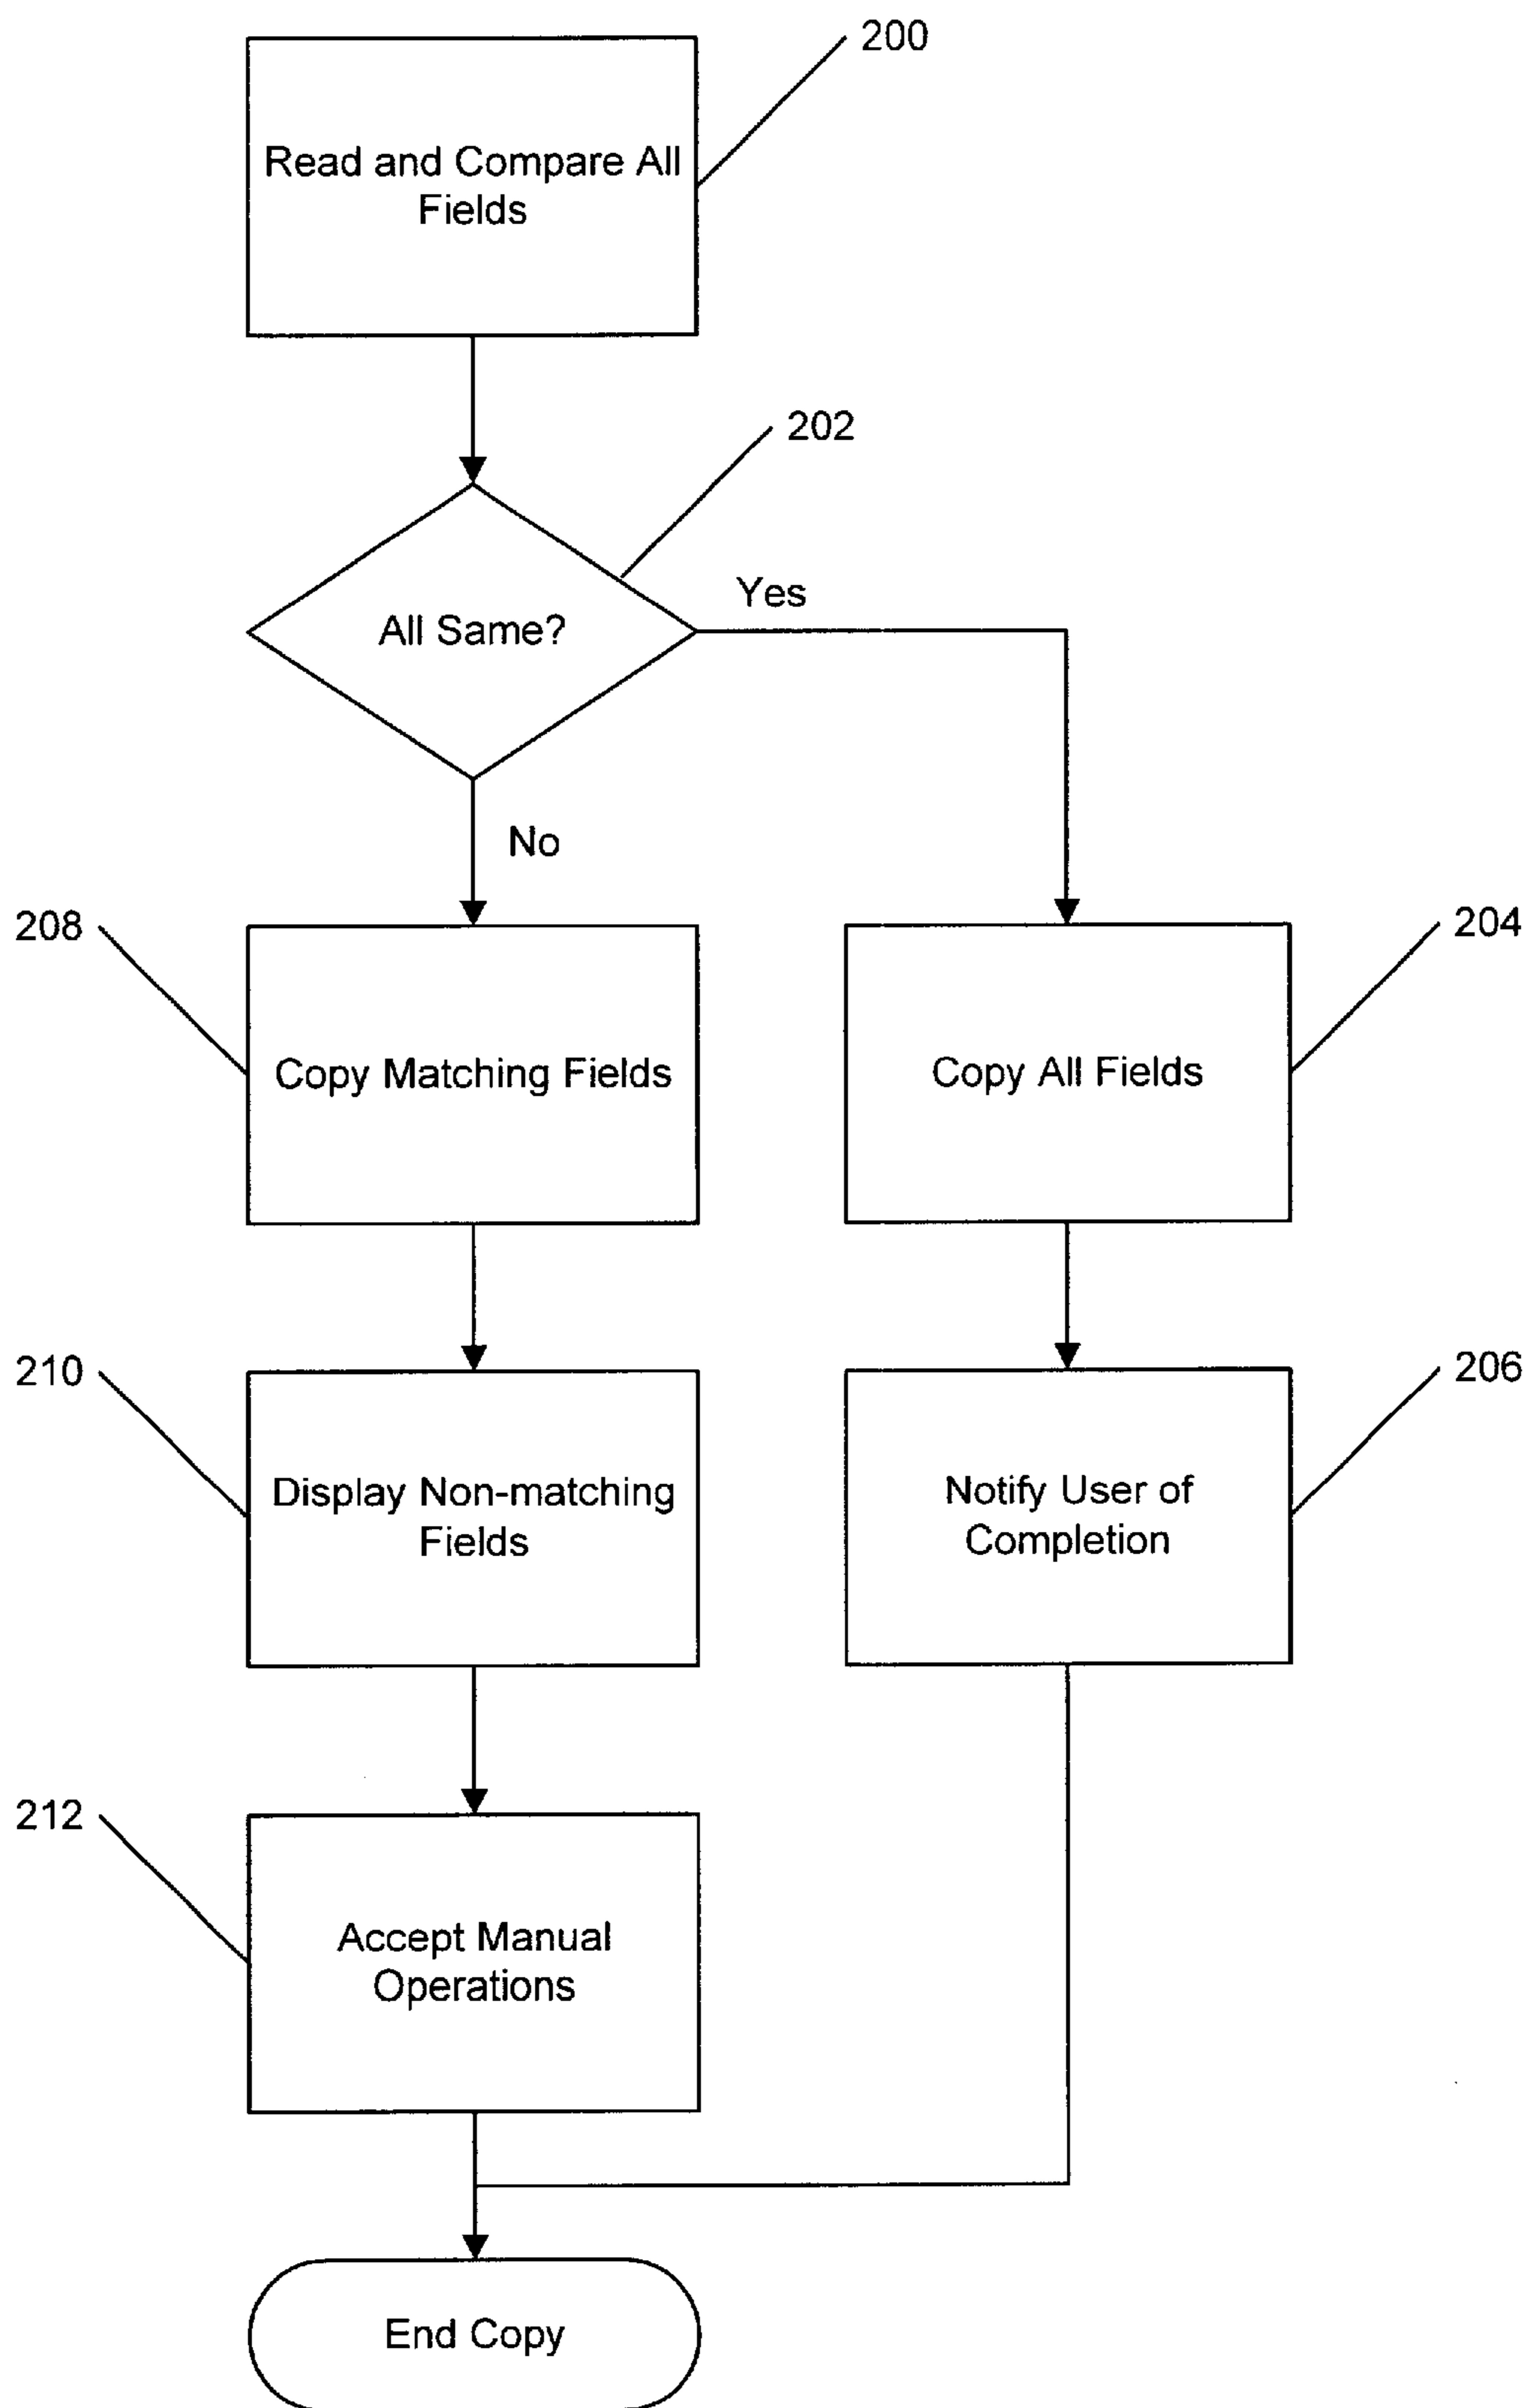 200
Read and Compare All
Fields
202
Yes
All Same?
No
208
204
Copy Matching Fields
Copy All Fields
210
206
Display Non-matching
Fields
Notify User of
Completion
212
Accept Manual
Operations
End Copy